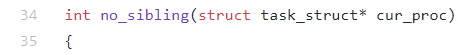 34 int no_sibling(struct task_struct* cur_proc)
35 {